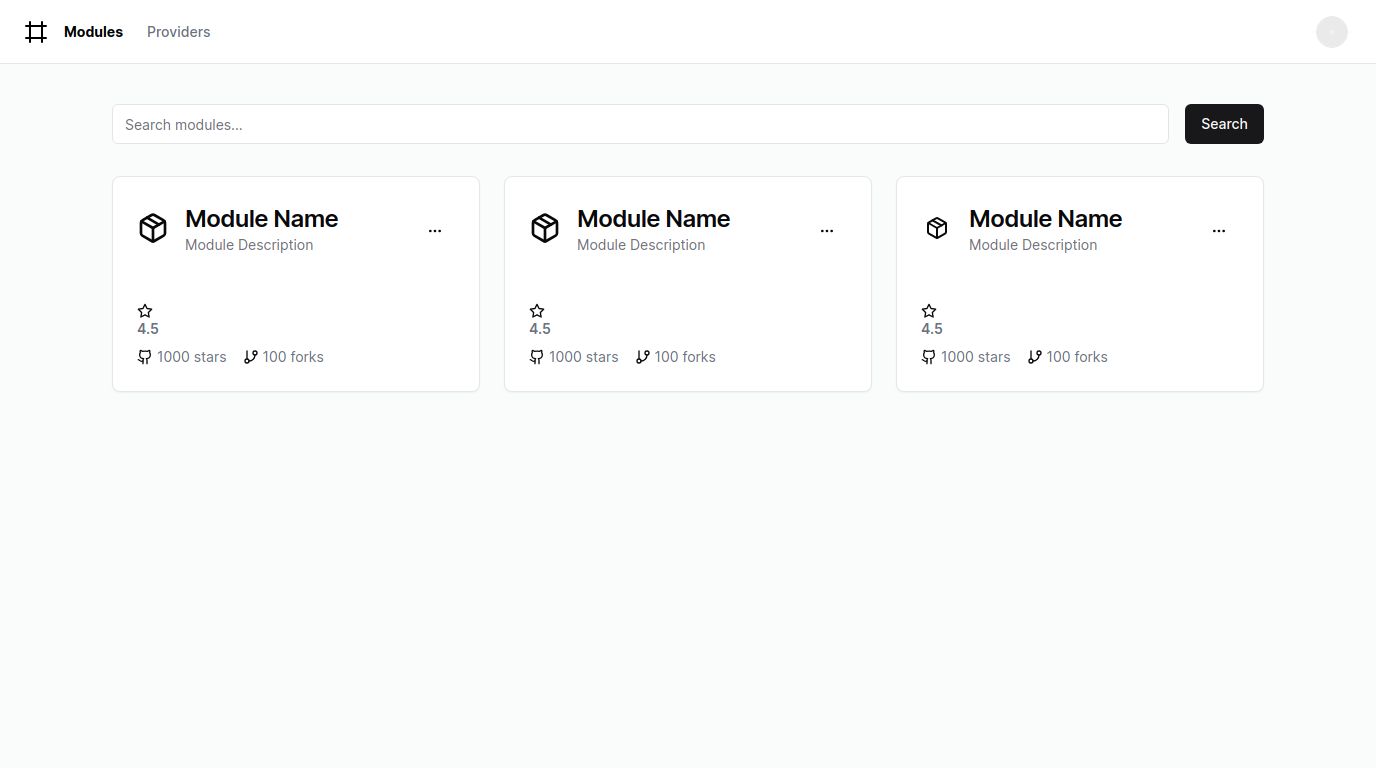 Modules Providers
Search modules...
Search
Module Name
Module Description
4.5
1000 stars 100 forks
Module Name
Module Description
4.5
1000 stars 100 forks
Module Name
Module Description
4.5
1000 stars 100 forks